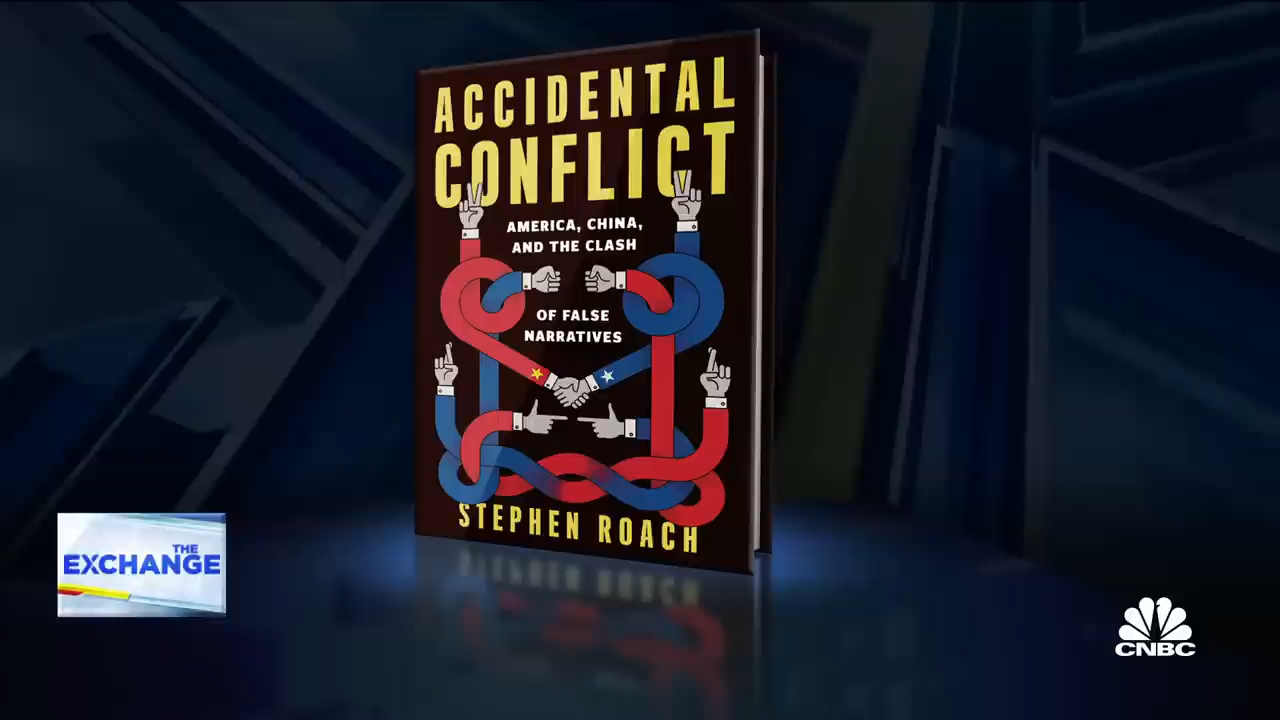 ACCIDENTAL
CONFLICT
AMERICA, CHINA,
AND THE CLASH
OF FALSE
NARRATIVES
STEPHEN ROACH
THE
EXCHANGE
CNBC